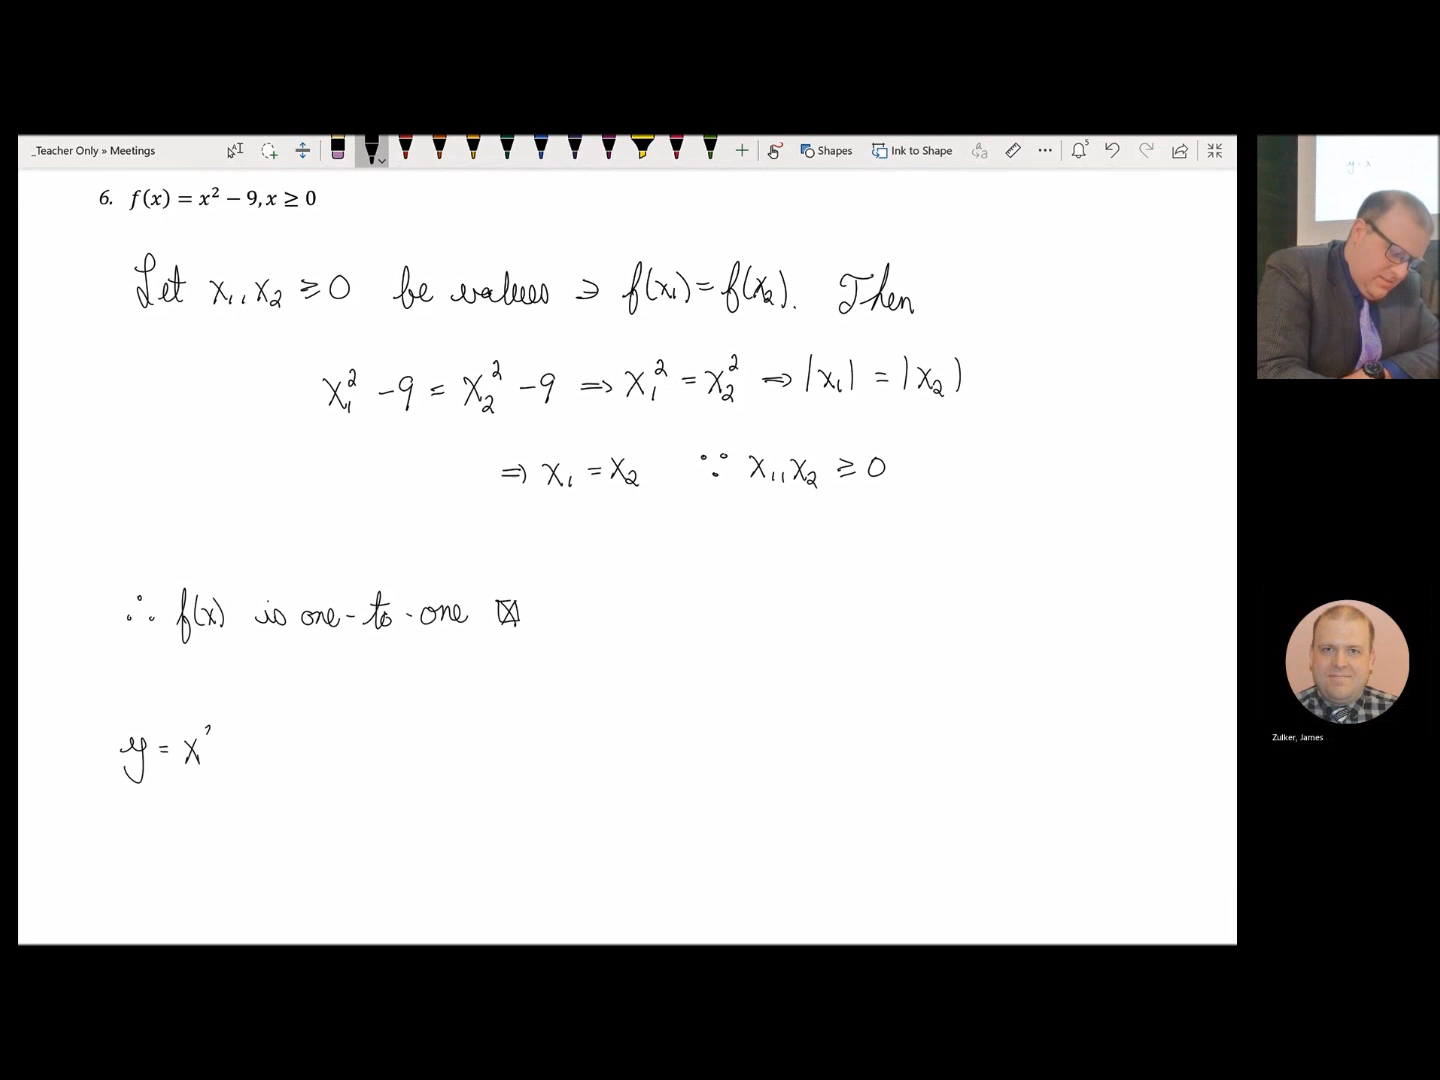 _Teacher Only » Meetings
Shapes
Ink to Shape
6. f(x) = x² − 9, x ≥ 0
Let x₁, x₂ ≥ 0 be values ∋ f(x₁) = f(x₂). Then
x₁² − 9 = x₂² − 9 ⇒ x₁² = x₂² ⇒ |x₁| = |x₂|
⇒ x₁ = x₂ ∵ x₁, x₂ ≥ 0
∴ f(x) is one-to-one ☒
y = x²
Zulker, James